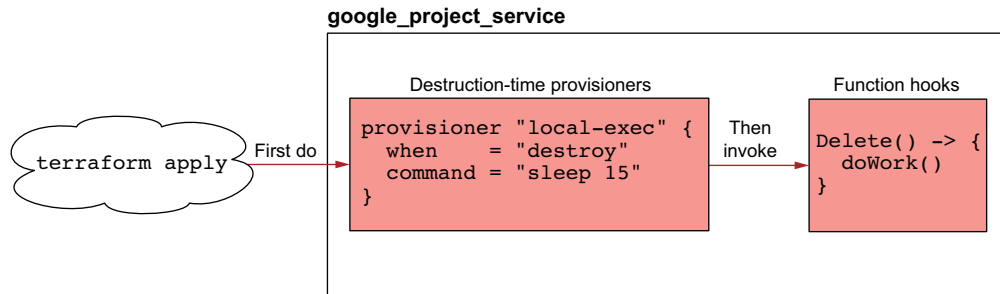 google_project_service
Destruction-time provisioners
Function hooks
terraform apply
First do
provisioner "local-exec" {
  when    = "destroy"
  command = "sleep 15"
}
Then
invoke
Delete() -> {
  doWork()
}